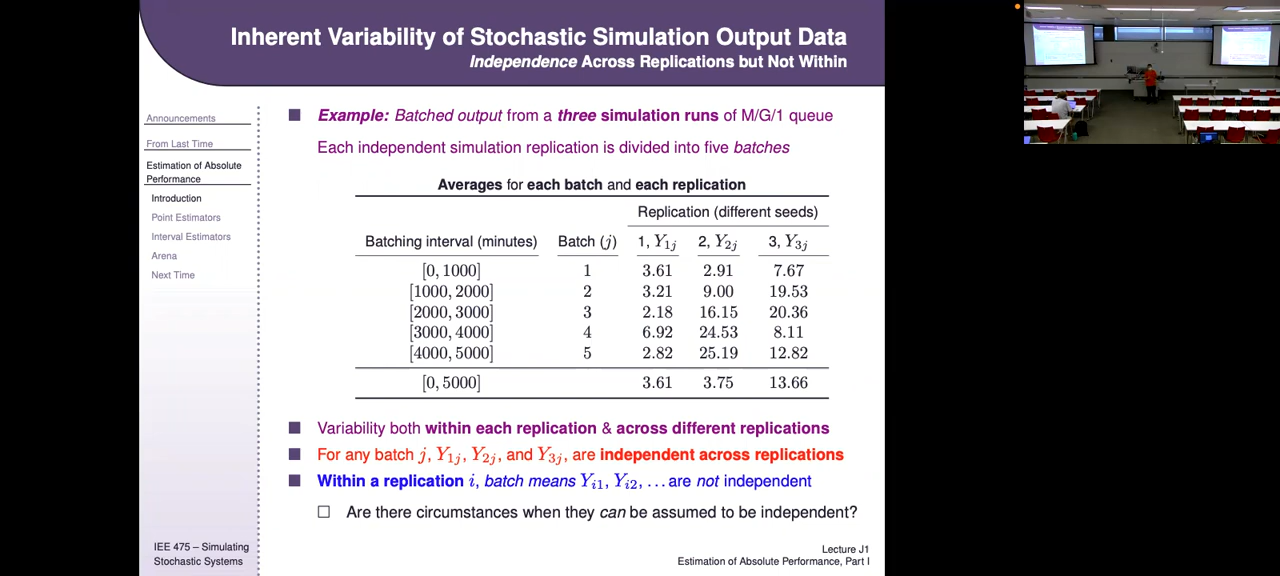 Inherent Variability of Stochastic Simulation Output Data
Independence Across Replications but Not Within
Announcements
From Last Time
Estimation of Absolute
Performance
Introduction
Point Estimators
Interval Estimators
Arena
Next Time
Example: Batched output from a three simulation runs of M/G/1 queue
Each independent simulation replication is divided into five batches
Averages for each batch and each replication
Replication (different seeds)
Batching interval (minutes) Batch (j) 1, Y1j 2, Y2j 3, Y3j
[0, 1000] 1 3.61 2.91 7.67
[1000, 2000] 2 3.21 9.00 19.53
[2000, 3000] 3 2.18 16.15 20.36
[3000, 4000] 4 6.92 24.53 8.11
[4000, 5000] 5 2.82 25.19 12.82
[0, 5000] 3.61 3.75 13.66
Variability both within each replication & across different replications
For any batch j, Y1j, Y2j, and Y3j, are independent across replications
Within a replication i, batch means Yi1, Yi2, ... are not independent
Are there circumstances when they can be assumed to be independent?
IEE 475 – Simulating
Stochastic Systems
Lecture J1
Estimation of Absolute Performance, Part I